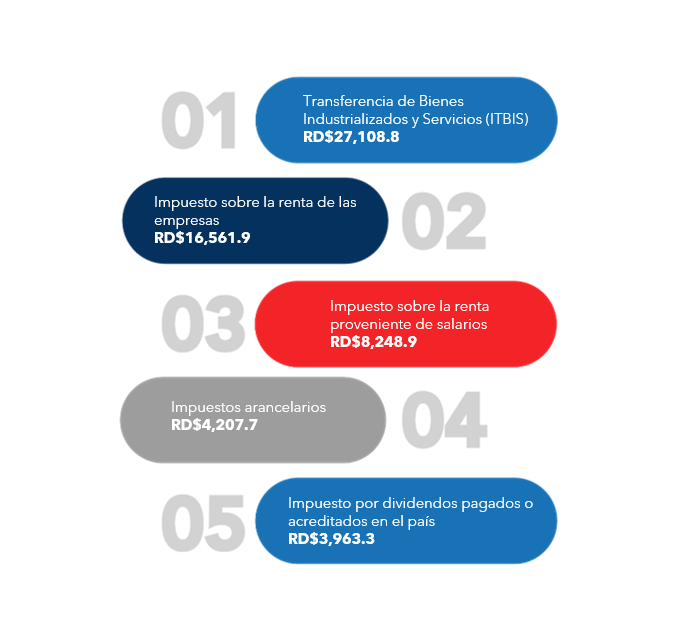 01
Transferencia de Bienes
Industrializados y Servicios (ITBIS)
RD$27,108.8
Impuesto sobre la renta de las
empresas
RD$16,561.9
02
03
Impuesto sobre la renta
proveniente de salarios
RD$8,248.9
Impuestos arancelarios
RD$4,207.7
04
05
Impuesto por dividendos pagados o
acreditados en el país
RD$3,963.3